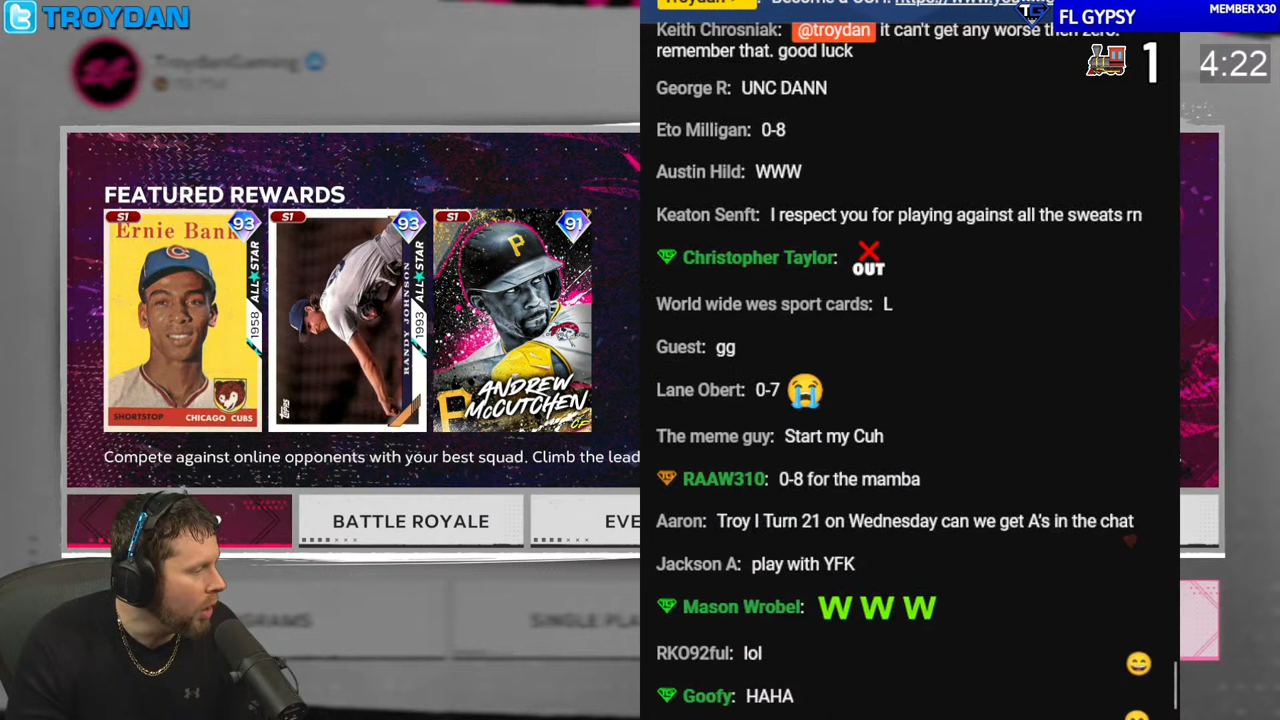 TROYDAN
TroydanGaming
FEATURED REWARDS
S1
93
Ernie Bank
ALL★STAR
1958
SHORTSTOP
CHICAGO CUBS
S1
93
ALL★STAR
1993
RANDY JOHNSON
Topps
S1
91
P
P
ANDREW
McCUTCHEN
CF
Compete against online opponents with your best squad. Climb the lead
BATTLE ROYALE
EVE
SINGLE PLA
FL GYPSY
MEMBER X30
1
4:22
Keith Chrosniak: @troydan it can't get any worse then zero.
remember that. good luck
George R: UNC DANN
Eto Milligan: 0-8
Austin Hild: WWW
Keaton Senft: I respect you for playing against all the sweats rn
Christopher Taylor: ❌ OUT
World wide wes sport cards: L
Guest: gg
Lane Obert: 0-7 😭
The meme guy: Start my Cuh
RAAW310: 0-8 for the mamba
Aaron: Troy I Turn 21 on Wednesday can we get A's in the chat
Jackson A: play with YFK
Mason Wrobel: W W W
RKO92ful: lol
Goofy: HAHA